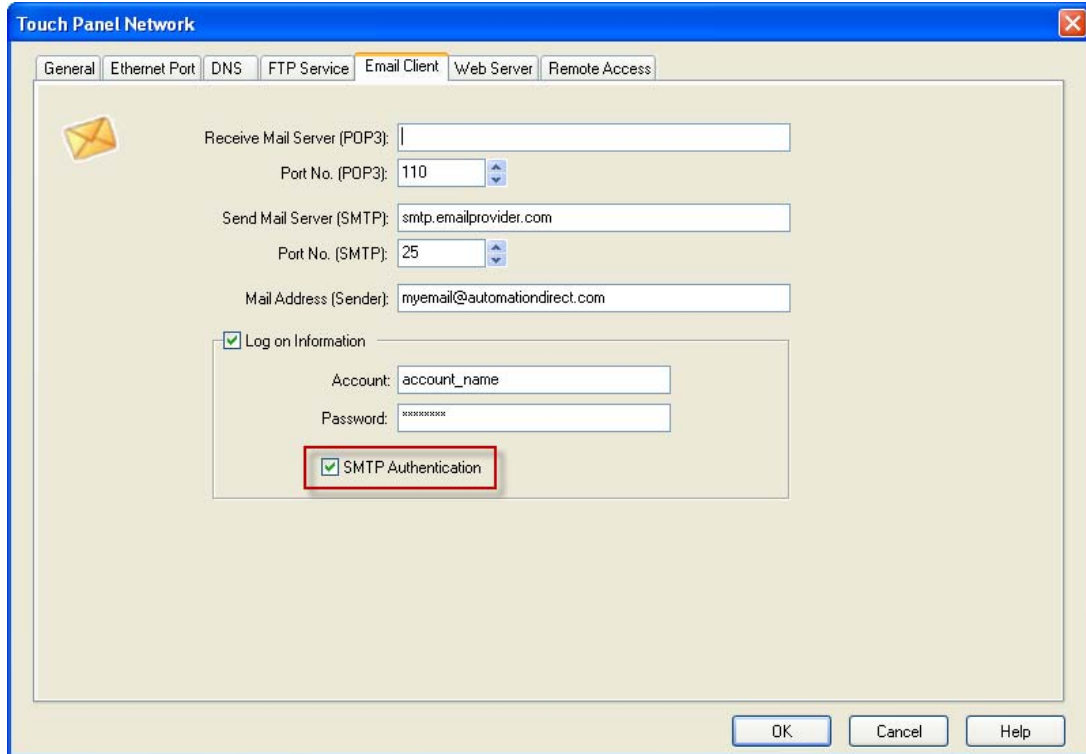 Touch Panel Network
General Ethernet Port DNS FTP Service Email Client Web Server Remote Access
Receive Mail Server (POP3):
Port No. (POP3): 110
Send Mail Server (SMTP): smtp.emailprovider.com
Port No. (SMTP): 25
Mail Address (Sender): myemail@automationdirect.com
Log on Information
Account: account_name
Password: ********
SMTP Authentication
OK Cancel Help